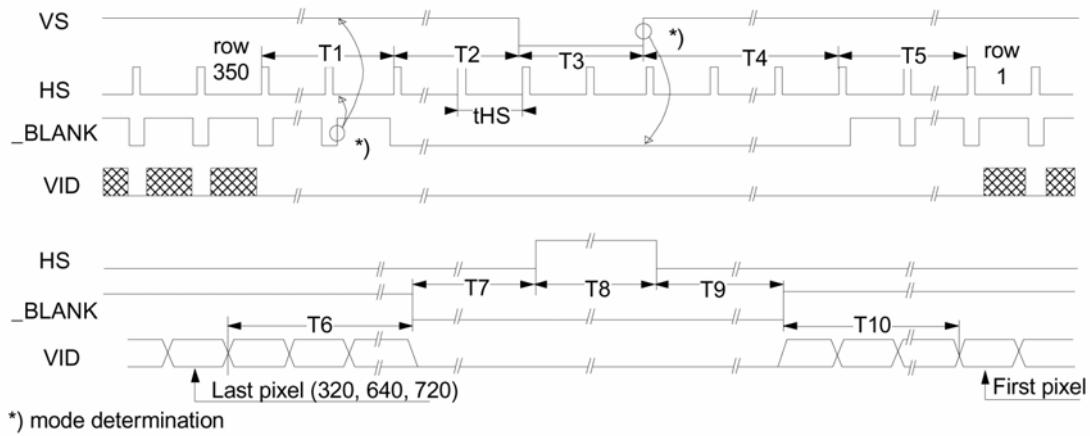 VS
*)
row
350
T1
T2
T3
T4
T5
row
1
HS
tHS
_BLANK
*)
VID
HS
T7
T8
T9
_BLANK
T6
T10
VID
Last pixel (320, 640, 720)
First pixel
*) mode determination